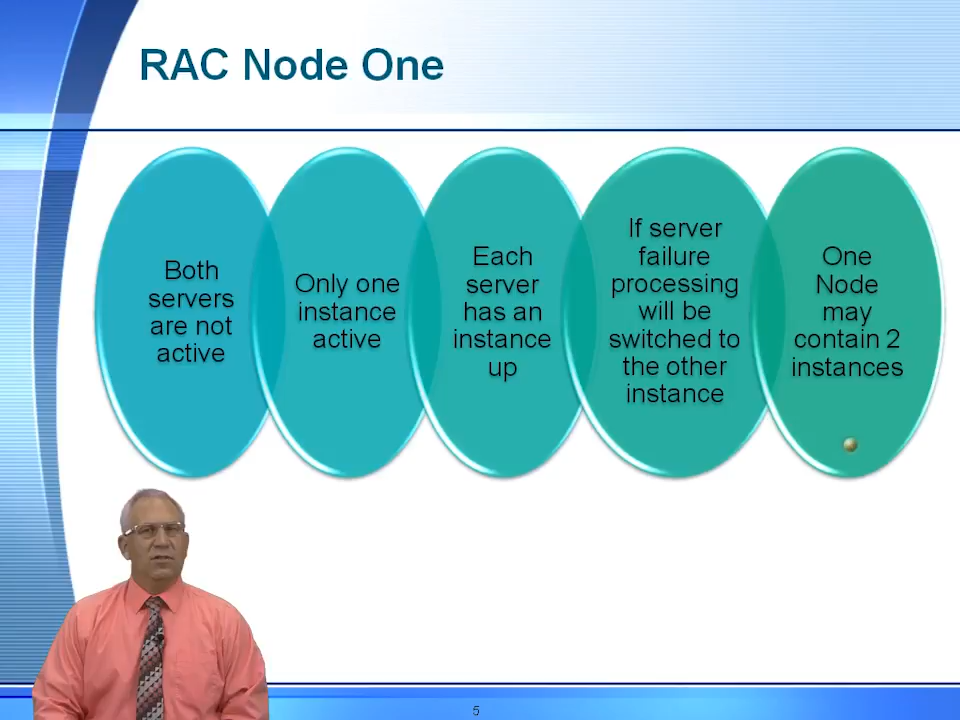 RAC Node One
Both
servers
are not
active
Only one
instance
active
Each
server
has an
instance
up
If server
failure
processing
will be
switched to
the other
instance
One
Node
may
contain 2
instances
5